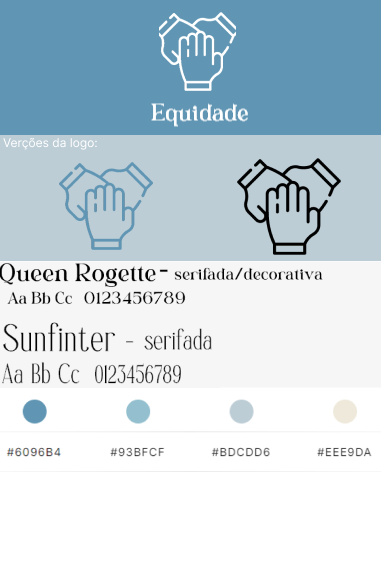 Equidade
Verções da logo:
Queen Rogette - serifada/decorativa
Aa Bb Cc 0123456789
Sunfinter - serifada
Aa Bb Cc 0123456789
#6096B4 #93BFCF #BDCDD6 #EEE9DA